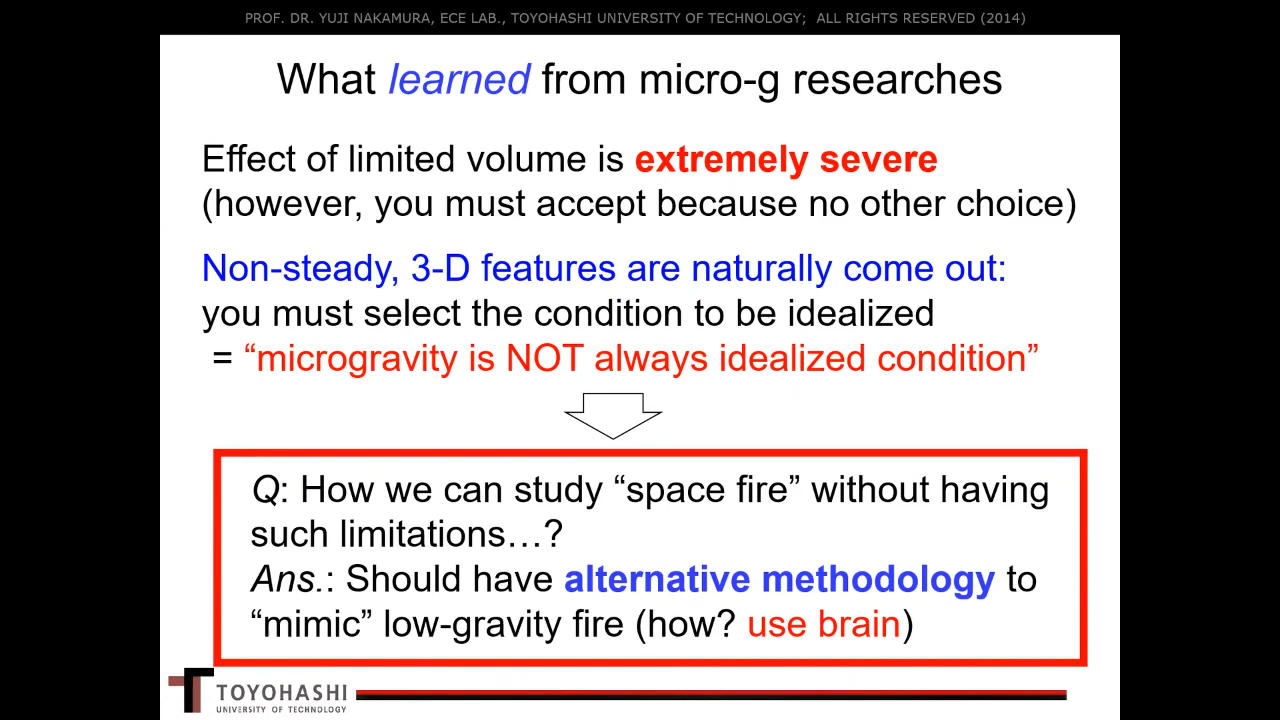 PROF. DR. YUJI NAKAMURA, ECE LAB., TOYOHASHI UNIVERSITY OF TECHNOLOGY; ALL RIGHTS RESERVED (2014)
What learned from micro-g researches
Effect of limited volume is extremely severe
(however, you must accept because no other choice)
Non-steady, 3-D features are naturally come out:
you must select the condition to be idealized
= “microgravity is NOT always idealized condition”
Q: How we can study “space fire” without having
such limitations…?
Ans.: Should have alternative methodology to
“mimic” low-gravity fire (how? use brain)
TOYOHASHI
UNIVERSITY OF TECHNOLOGY